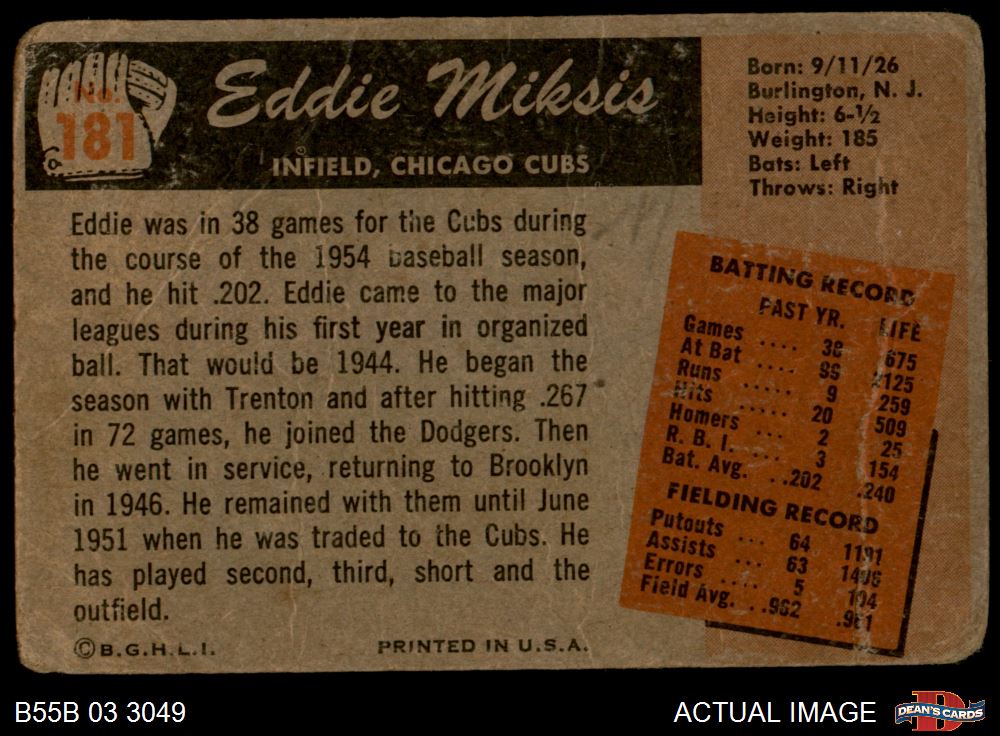 No.
181
Eddie Miksis
INFIELD, CHICAGO CUBS
Born: 9/11/26
Burlington, N. J.
Height: 6-½
Weight: 185
Bats: Left
Throws: Right
Eddie was in 38 games for the Cubs during
the course of the 1954 baseball season,
and he hit .202. Eddie came to the major
leagues during his first year in organized
ball. That would be 1944. He began the
season with Trenton and after hitting .267
in 72 games, he joined the Dodgers. Then
he went in service, returning to Brooklyn
in 1946. He remained with them until June
1951 when he was traded to the Cubs. He
has played second, third, short and the
outfield.
©B.G.H.L.I.
PRINTED IN U.S.A.
BATTING RECORD
PAST YR. LIFE
Games .... 38 675
At Bat .... 99 2125
Runs ..... 9 259
Hits ..... 20 509
Homers ... 2 25
R. B. I. .... 3 154
Bat. Avg. ..202 .240
FIELDING RECORD
Putouts ... 64 1191
Assists ... 63
Errors .... 5
Field Avg. ..962 .961
B55B 03 3049
ACTUAL IMAGE
D
DEAN'S CARDS